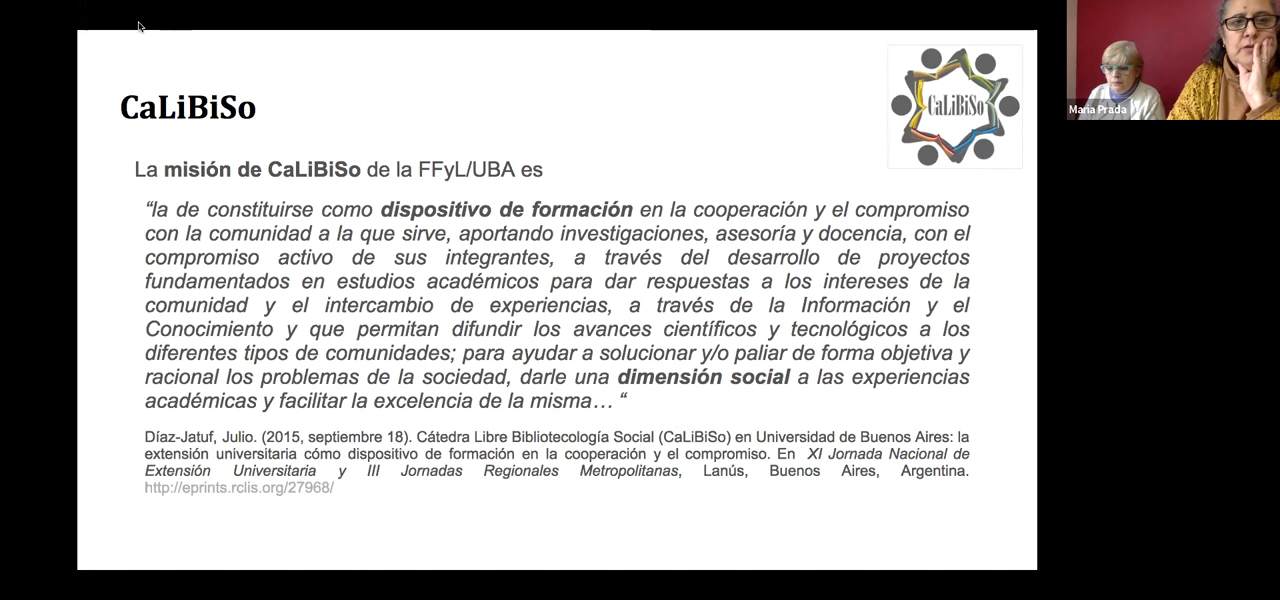 CaLiBiSo
CaLiBiSo
Maria Prada
La misión de CaLiBiSo de la FFyL/UBA es
“la de constituirse como dispositivo de formación en la cooperación y el compromiso
con la comunidad a la que sirve, aportando investigaciones, asesoría y docencia, con el
compromiso activo de sus integrantes, a través del desarrollo de proyectos
fundamentados en estudios académicos para dar respuestas a los intereses de la
comunidad y el intercambio de experiencias, a través de la Información y el
Conocimiento y que permitan difundir los avances científicos y tecnológicos a los
diferentes tipos de comunidades; para ayudar a solucionar y/o paliar de forma objetiva y
racional los problemas de la sociedad, darle una dimensión social a las experiencias
académicas y facilitar la excelencia de la misma… “
Díaz-Jatuf, Julio. (2015, septiembre 18). Cátedra Libre Bibliotecología Social (CaLiBiSo) en Universidad de Buenos Aires: la
extensión universitaria cómo dispositivo de formación en la cooperación y el compromiso. En XI Jornada Nacional de
Extensión Universitaria y III Jornadas Regionales Metropolitanas, Lanús, Buenos Aires, Argentina.
http://eprints.rclis.org/27968/